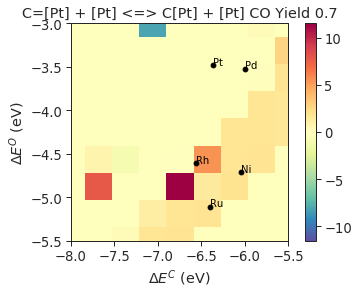 C=[Pt] + [Pt] <=> C[Pt] + [Pt] CO Yield 0.7
−3.0
−3.5
−4.0
−4.5
−5.0
−5.5
ΔE^O (eV)
Pt
Pd
Rh
Ni
Ru
−8.0 −7.5 −7.0 −6.5 −6.0 −5.5
ΔE^C (eV)
10
5
0
−5
−10